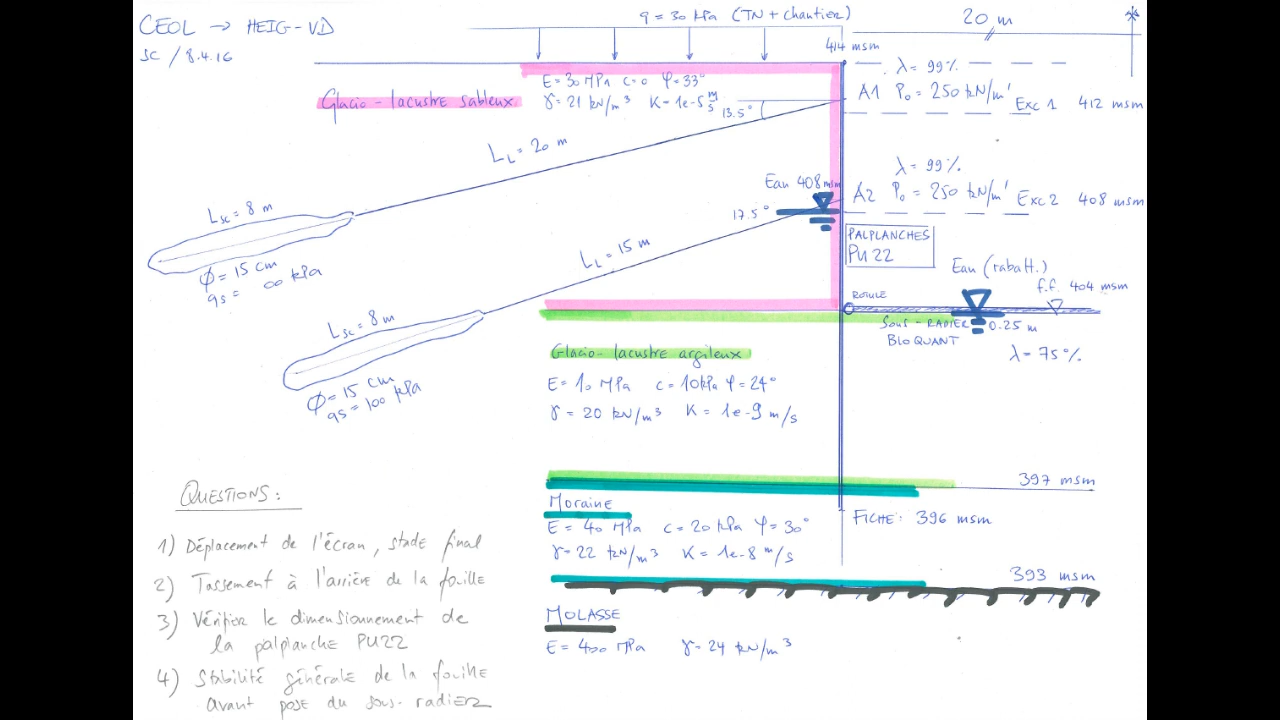 CEOL → HEIG-VD
SC / 8.4.16
q = 30 kPa (TN + chantier)
20 m
414 msm
E = 30 MPa c=0 φ=33°
γ = 21 kN/m³ K = 1e-5 m/s
Glacio-lacustre sableux
13.5°
λ = 99%
A1 P₀ = 250 kN/m'
Exc 1 412 msm
L_L = 20 m
λ = 99%
Eau 408 msm
A2 P₀ = 250 kN/m'
Exc 2 408 msm
17.5°
L_sc = 8 m
Φ = 15 cm
qs = 00 kPa
L_L = 15 m
PALPLANCHES
PU 22
Eau (rabatt.)
f.f. 404 msm
ROTULE
SOUS-RADIER 0.25 m
BLOQUANT
λ = 75%
L_sc = 8 m
Φ = 15 cm
qs = 100 kPa
Glacio-lacustre argileux
E = 10 MPa c = 10kPa φ = 24°
γ = 20 kN/m³ K = 1e-9 m/s
397 msm
Moraine
E = 40 MPa c = 20 kPa φ = 30°
γ = 22 kN/m³ K = 1e-8 m/s
FICHE: 396 msm
393 msm
MOLASSE
E = 400 MPa γ = 24 kN/m³
QUESTIONS:
1) Déplacement de l'écran, stade final
2) Tassement à l'arrière de la fouille
3) Vérifier le dimensionnement de
la palplanche PU22
4) Stabilité générale de la fouille
avant pose du sous-radier